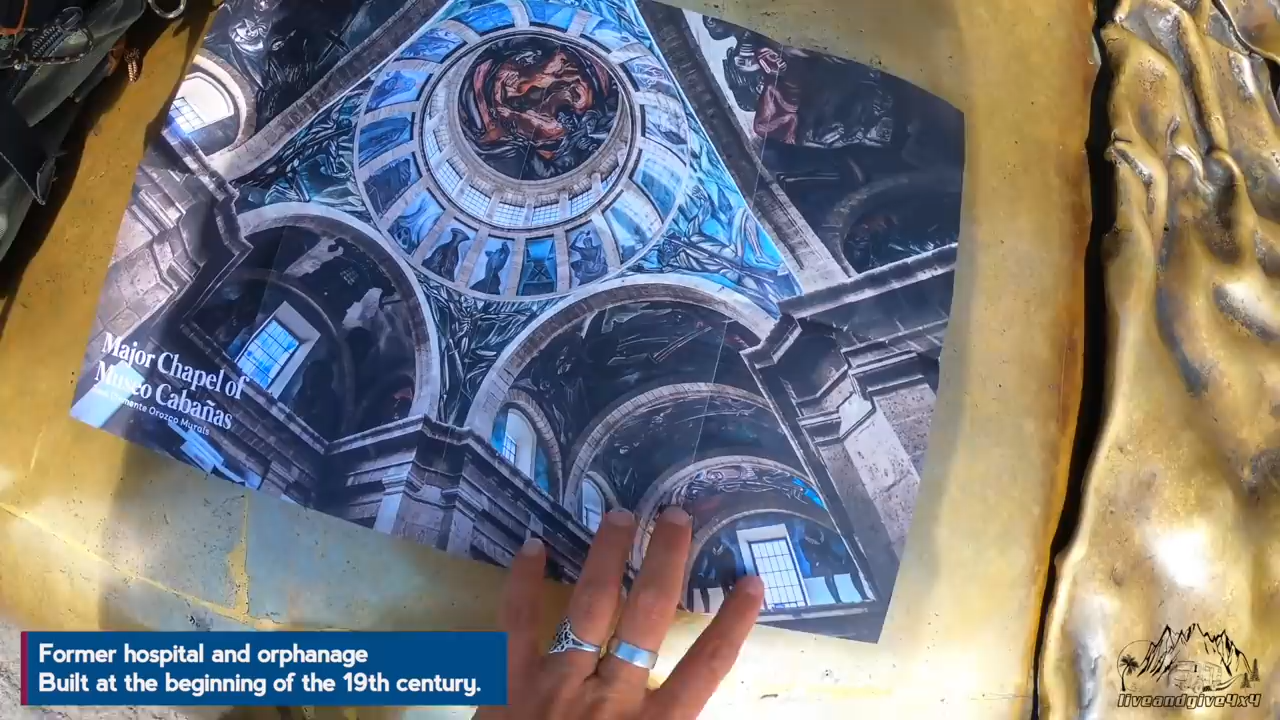 Major Chapel of
Museo Cabañas
José Clemente Orozco Murals
Former hospital and orphanage
Built at the beginning of the 19th century.
liveandgive4x4